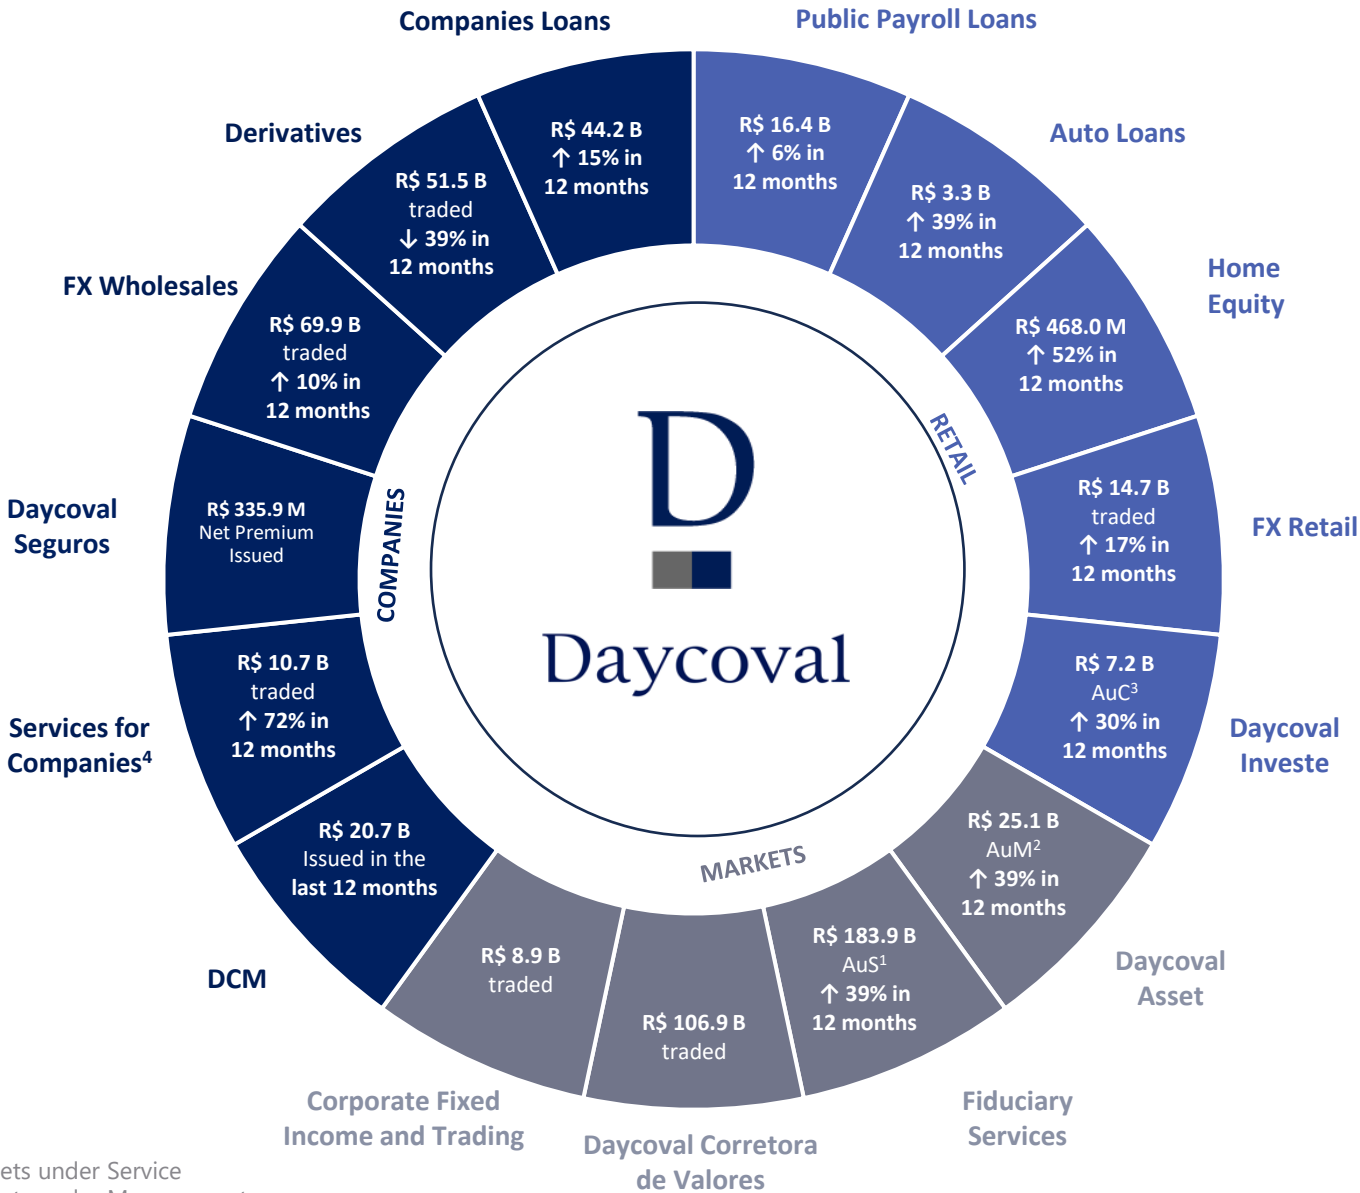 Companies Loans
Public Payroll Loans
Derivatives
Auto Loans
FX Wholesales
Home
Equity
Daycoval
Seguros
FX Retail
Services for
Companies4
Daycoval
Investe
DCM
Daycoval
Asset
Corporate Fixed
Income and Trading
Daycoval Corretora
de Valores
Fiduciary
Services
R$ 44.2 B
↑ 15% in
12 months
R$ 16.4 B
↑ 6% in
12 months
R$ 51.5 B
traded
↓ 39% in
12 months
R$ 3.3 B
↑ 39% in
12 months
R$ 69.9 B
traded
↑ 10% in
12 months
R$ 468.0 M
↑ 52% in
12 months
R$ 335.9 M
Net Premium
Issued
R$ 14.7 B
traded
↑ 17% in
12 months
R$ 10.7 B
traded
↑ 72% in
12 months
R$ 7.2 B
AuC3
↑ 30% in
12 months
R$ 20.7 B
Issued in the
last 12 months
R$ 25.1 B
AuM2
↑ 39% in
12 months
R$ 8.9 B
traded
R$ 106.9 B
traded
R$ 183.9 B
AuS1
↑ 39% in
12 months
COMPANIES
RETAIL
MARKETS
D
Daycoval
ets under Service